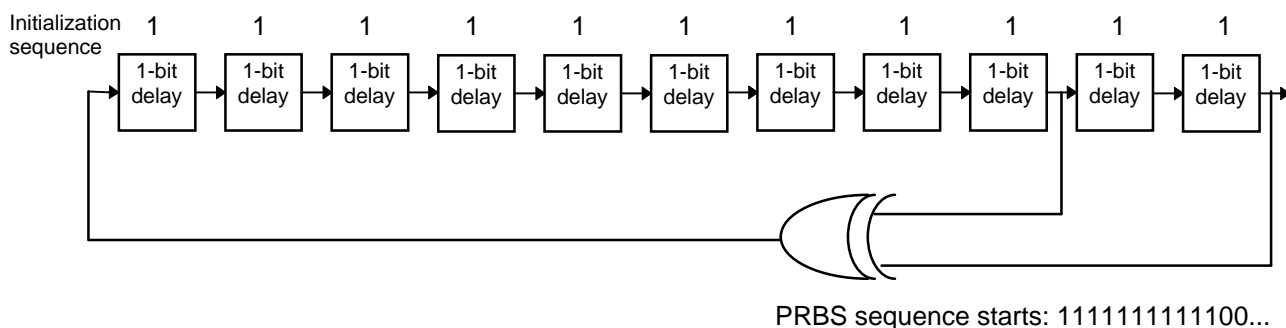 Initialization 1 1 1 1 1 1 1 1 1 1 1
sequence
1-bit 1-bit 1-bit 1-bit 1-bit 1-bit 1-bit 1-bit 1-bit 1-bit 1-bit
delay delay delay delay delay delay delay delay delay delay delay
PRBS sequence starts: 1111111111100...